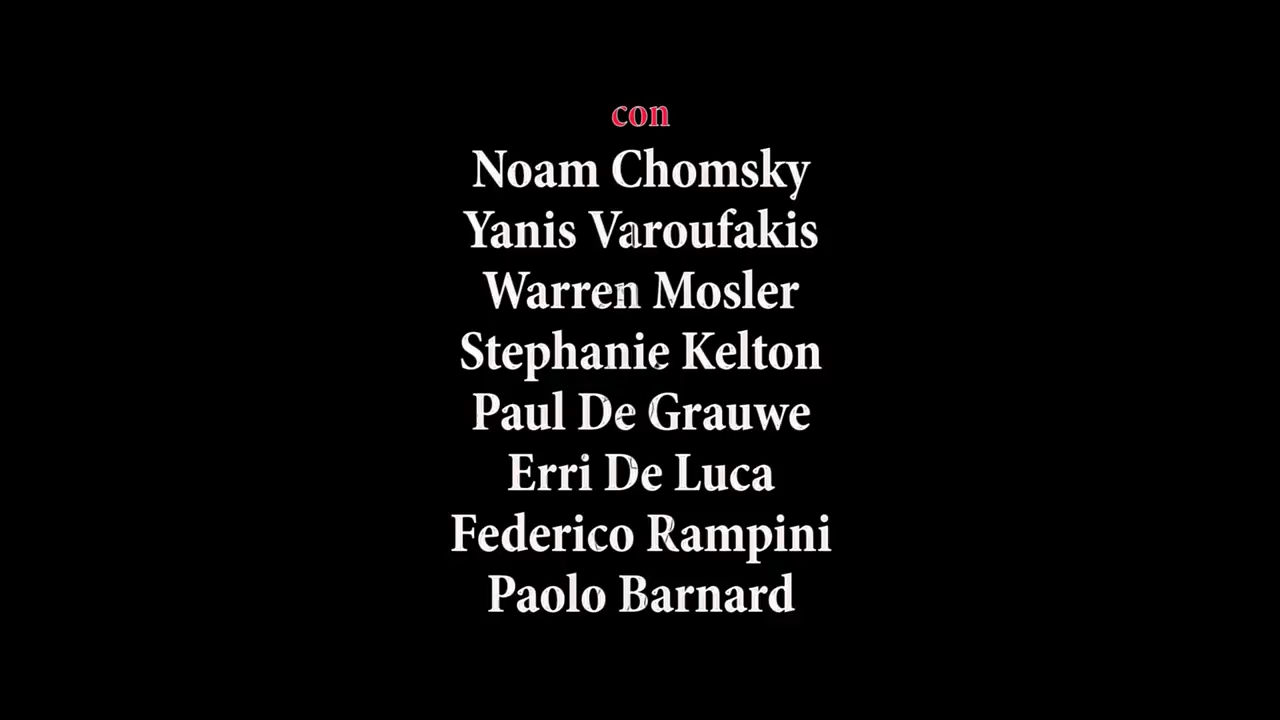 con
Noam Chomsky
Yanis Varoufakis
Warren Mosler
Stephanie Kelton
Paul De Grauwe
Erri De Luca
Federico Rampini
Paolo Barnard